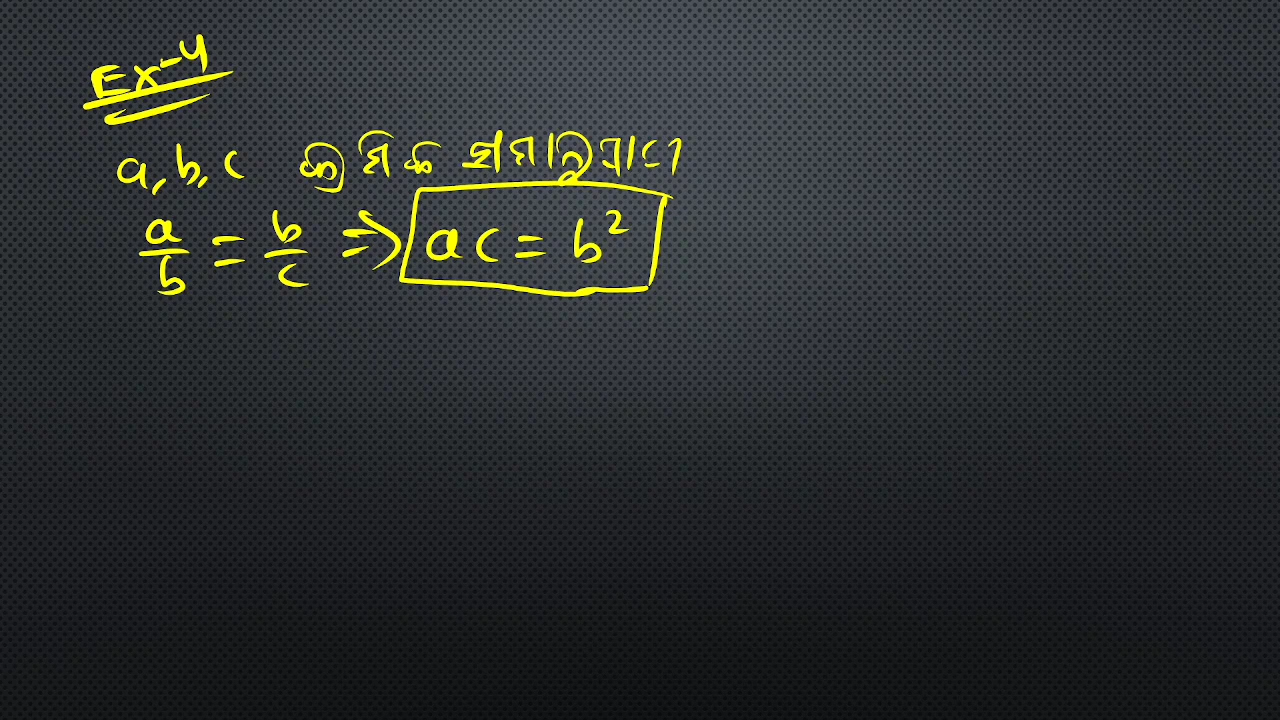 Ex-4
a, b, c କ୍ରମିକ ସମାନୁପାତୀ
a/b = b/c ⇒ ac = b²